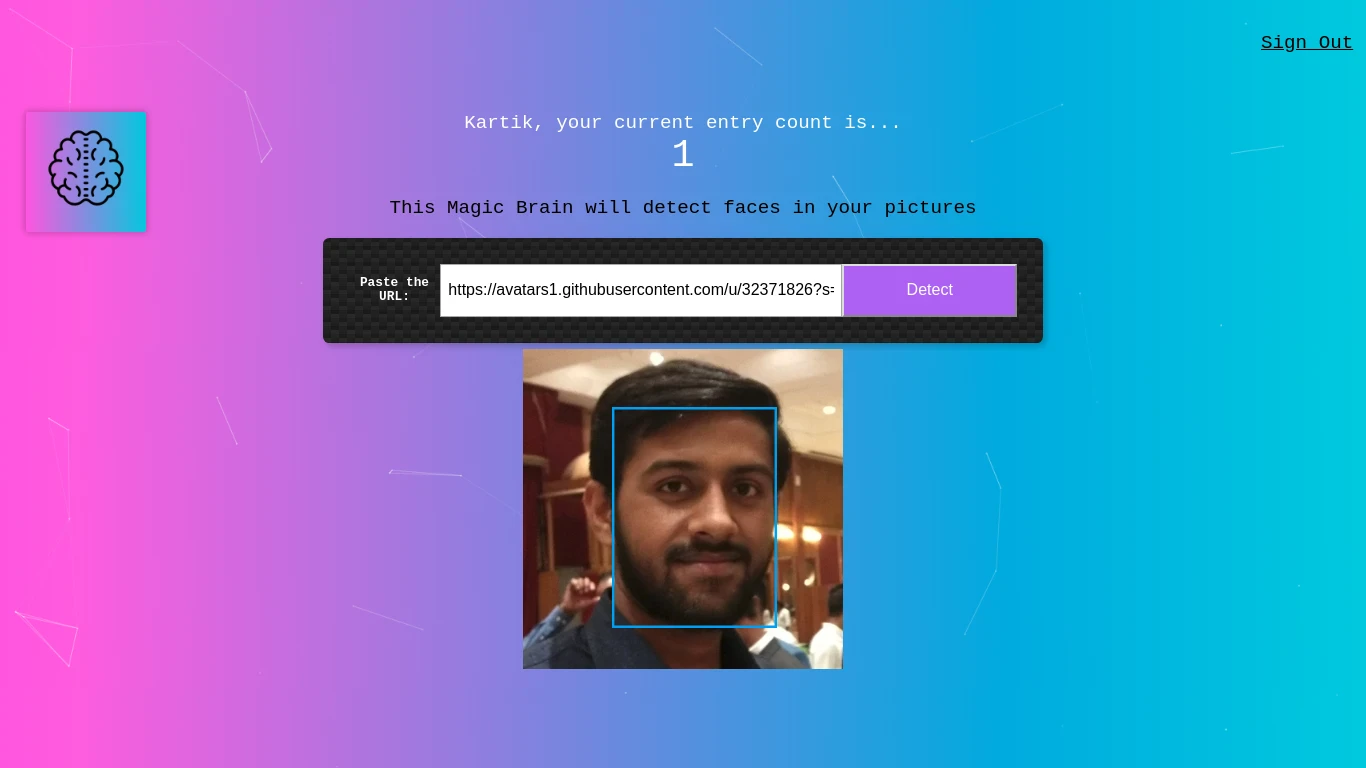 Sign Out
Kartik, your current entry count is...
1
This Magic Brain will detect faces in your pictures
Paste the
URL:
https://avatars1.githubusercontent.com/u/32371826?s=
Detect